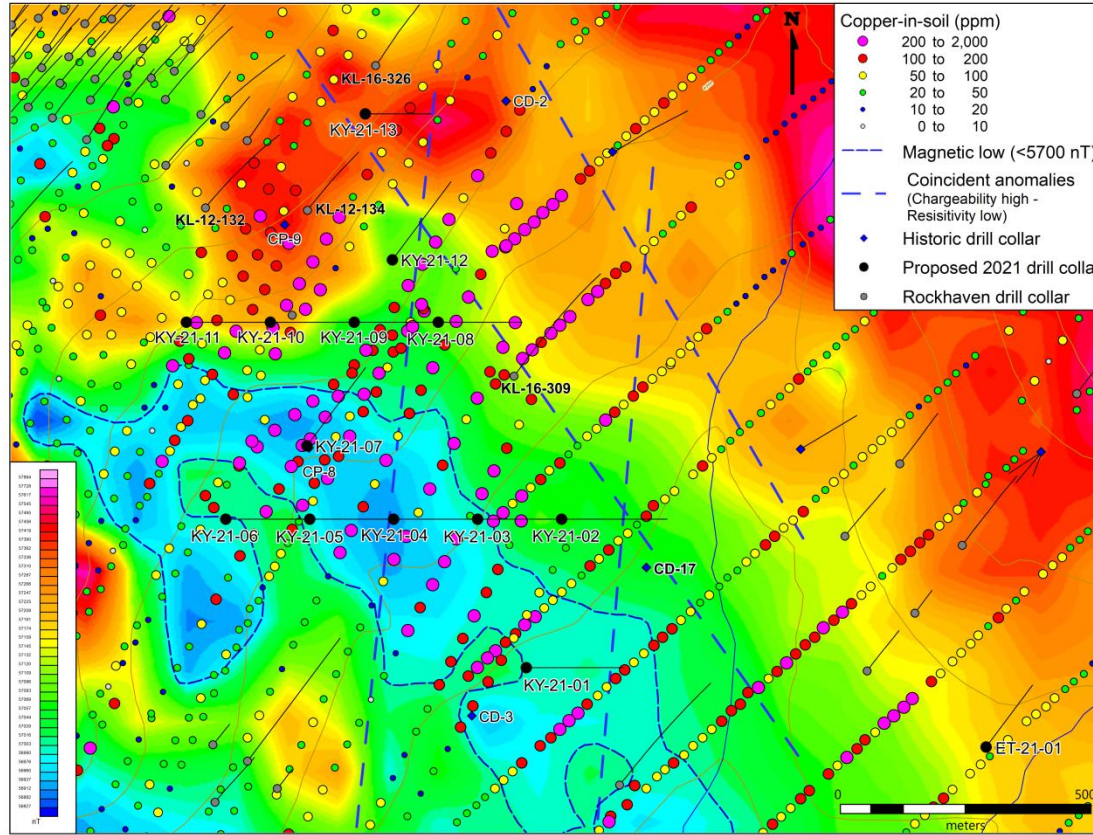 N
Copper-in-soil (ppm)
200 to 2,000
100 to 200
50 to 100
20 to 50
10 to 20
0 to 10
Magnetic low (<5700 nT)
Coincident anomalies
(Chargeability high -
Resisitivity low)
Historic drill collar
Proposed 2021 drill colla
Rockhaven drill collar
KL-16-326
CD-2
KY-21-13
KL-12-132
KL-12-134
CP-9
KY-21-12
KY-21-11
KY-21-10
KY-21-09
KY-21-08
KL-16-309
KY-21-07
CP-8
KY-21-06
KY-21-05
KY-21-04
KY-21-03
KY-21-02
CD-17
KY-21-01
CD-3
ET-21-01
0
500
meters
nT